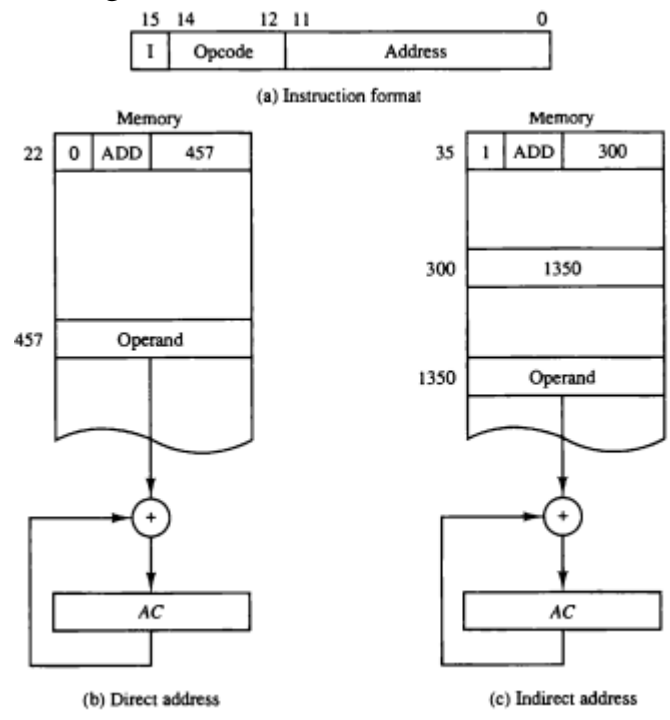 15 14 12 11 0
I Opcode Address
(a) Instruction format
Memory
22 0 ADD 457
457 Operand
+
AC
(b) Direct address
Memory
35 1 ADD 300
300 1350
1350 Operand
+
AC
(c) Indirect address